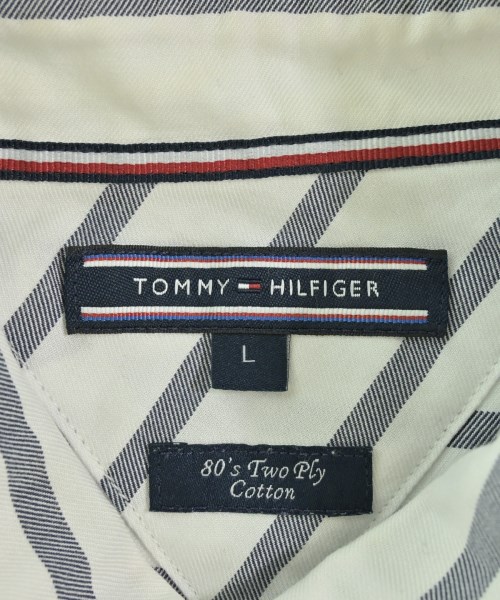 TOMMY HILFIGER
L
80's Two Ply
Cotton